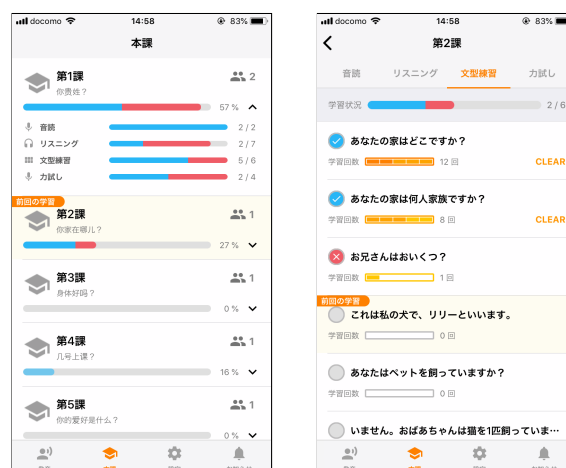 docomo 14:58 83%
本課
第1課 2
你贵姓？
57 %
音読 2 / 2
リスニング 2 / 7
文型練習 5 / 6
力試し 2 / 4
前回の学習
第2課 1
你家在哪儿？
27 %
第3課 1
身体好吗？
0 %
第4課 1
几号上课？
16 %
第5課 1
你的爱好是什么？
0 %
本課
docomo 14:58 83%
第2課
音読 リスニング 文型練習 力試し
学習状況 2 / 6
あなたの家はどこですか？
学習回数 12 回 CLEAR
あなたの家は何人家族ですか？
学習回数 8 回 CLEAR
お兄さんはおいくつ？
学習回数 1 回
前回の学習
これは私の犬で、リリーといいます。
学習回数 0 回
あなたはペットを飼っていますか？
学習回数 0 回
いません。おばあちゃんは猫を1匹飼っていま…